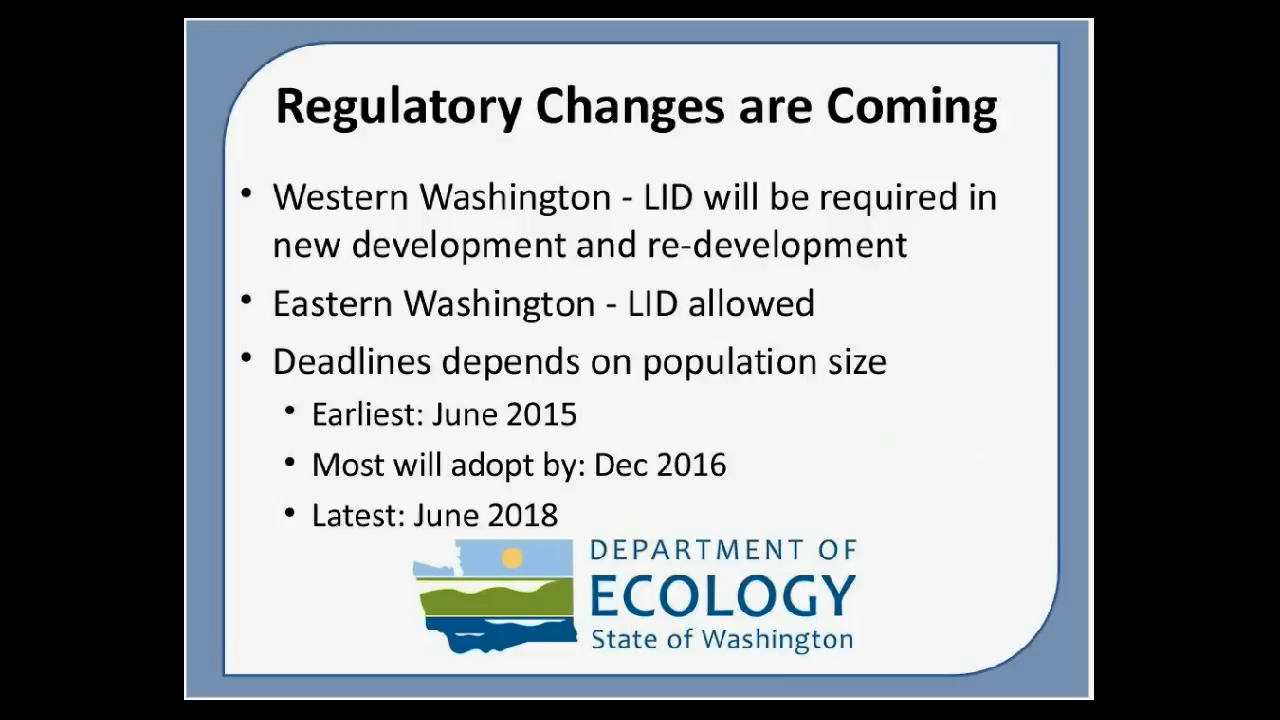 Regulatory Changes are Coming
• Western Washington - LID will be required in
new development and re-development
• Eastern Washington - LID allowed
• Deadlines depends on population size
• Earliest: June 2015
• Most will adopt by: Dec 2016
• Latest: June 2018
DEPARTMENT OF
ECOLOGY
State of Washington